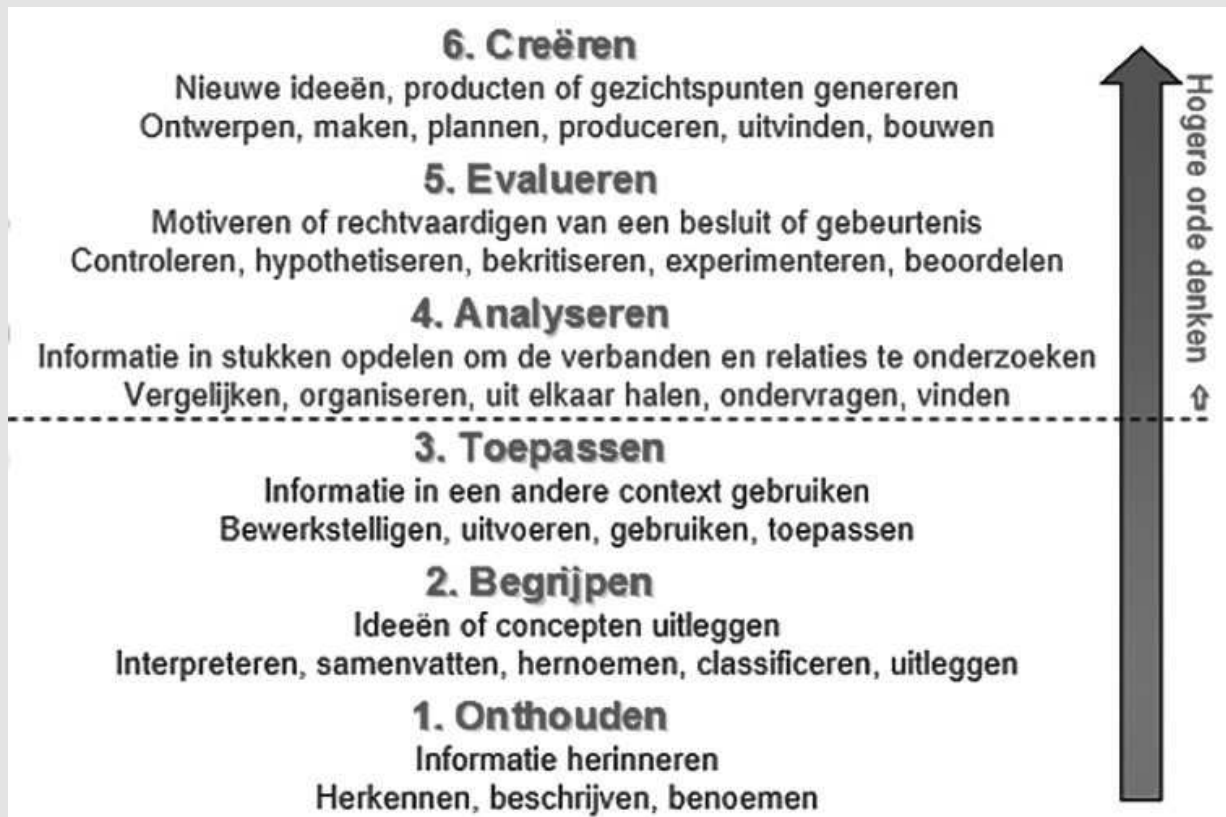 6. Creëren
Nieuwe ideeën, producten of gezichtspunten genereren
Ontwerpen, maken, plannen, produceren, uitvinden, bouwen
5. Evalueren
Motiveren of rechtvaardigen van een besluit of gebeurtenis
Controleren, hypothetiseren, bekritiseren, experimenteren, beoordelen
4. Analyseren
Informatie in stukken opdelen om de verbanden en relaties te onderzoeken
Vergelijken, organiseren, uit elkaar halen, ondervragen, vinden
3. Toepassen
Informatie in een andere context gebruiken
Bewerkstelligen, uitvoeren, gebruiken, toepassen
2. Begrijpen
Ideeën of concepten uitleggen
Interpreteren, samenvatten, hernoemen, classificeren, uitleggen
1. Onthouden
Informatie herinneren
Herkennen, beschrijven, benoemen
Hogere orde denken ⇧